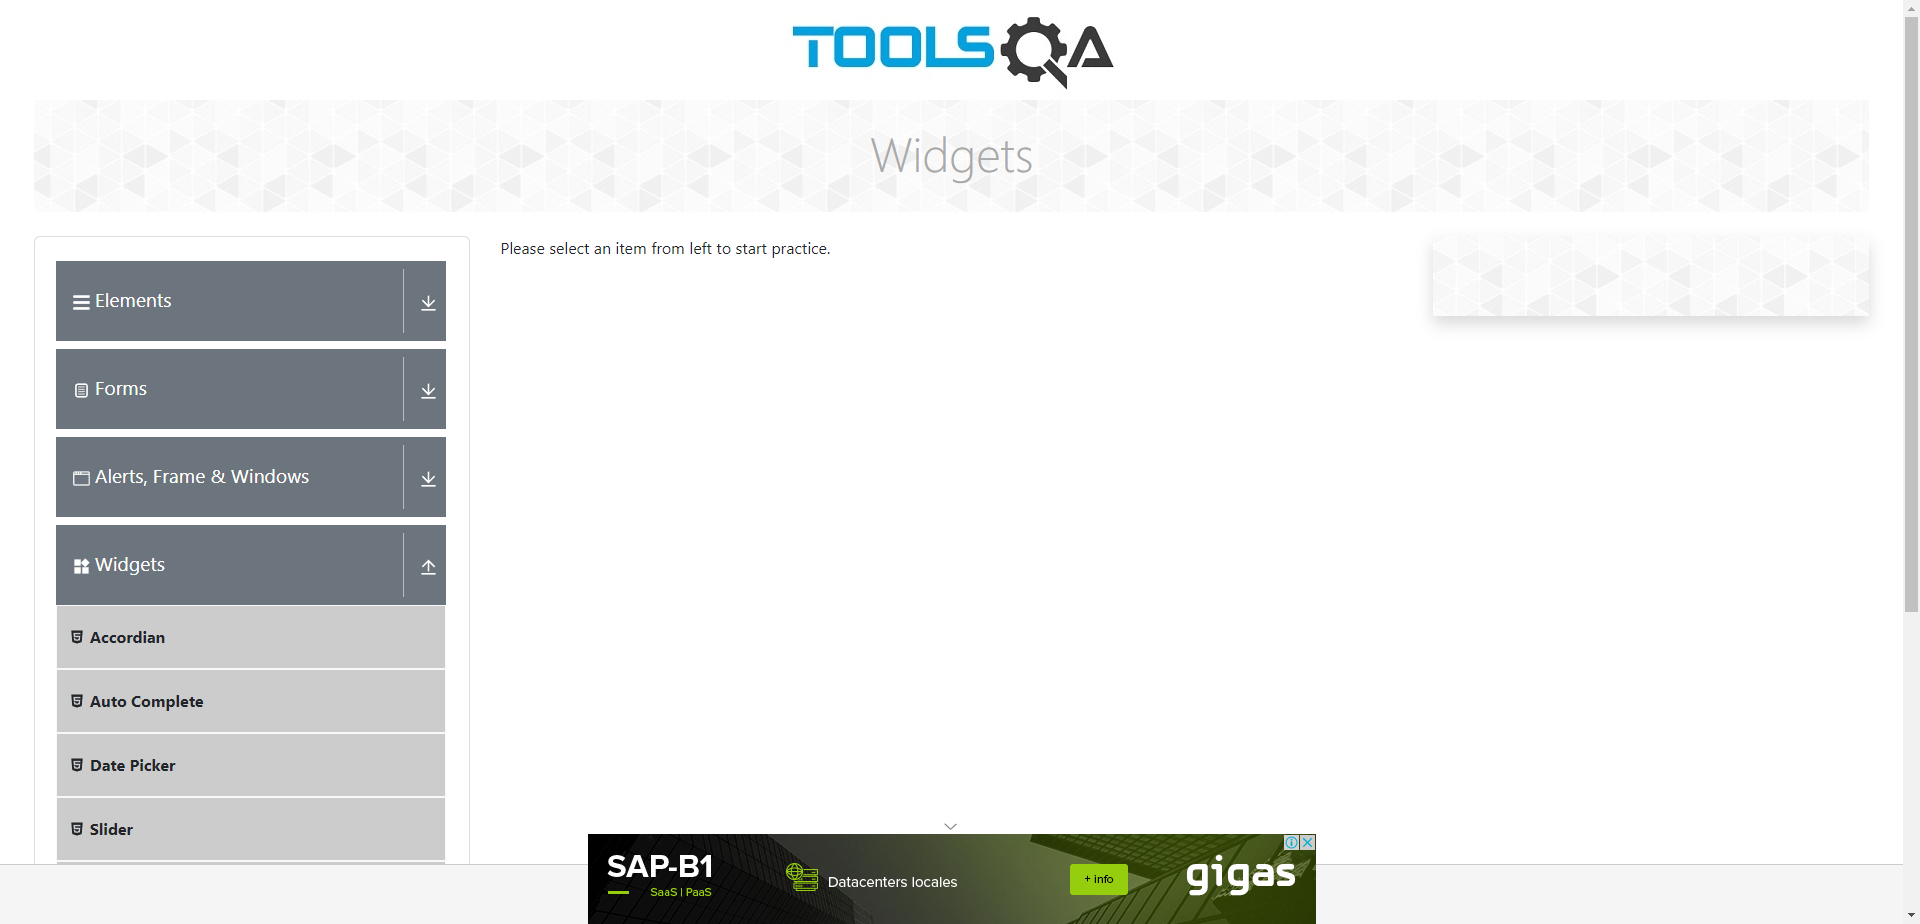 TOOLSQA
Widgets
Elements
Forms
Alerts, Frame & Windows
Widgets
Accordian
Auto Complete
Date Picker
Slider
Please select an item from left to start practice.
SAP-B1
SaaS | PaaS
Datacenters locales
+ info
gigas